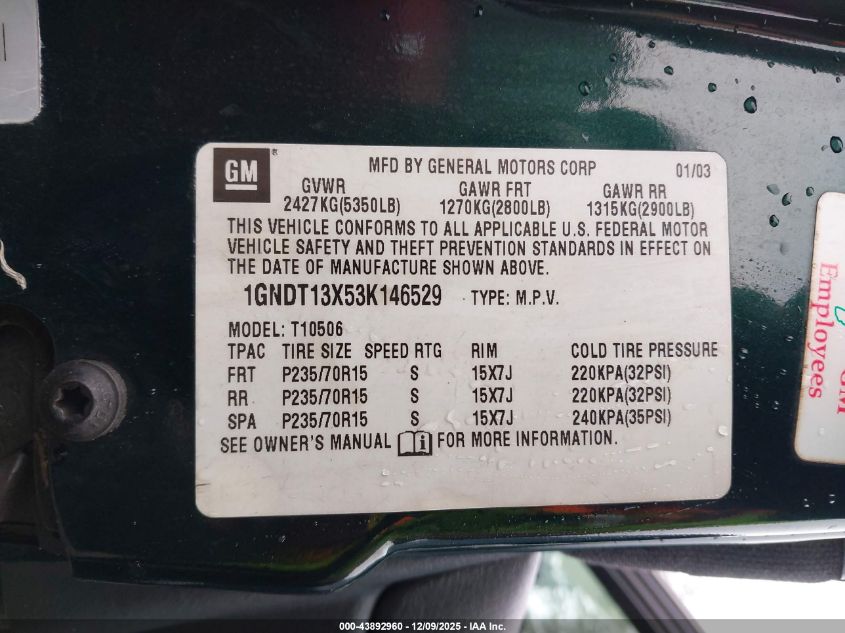 GM ®
MFD BY GENERAL MOTORS CORP 01/03
GVWR GAWR FRT GAWR RR
2427KG(5350LB) 1270KG(2800LB) 1315KG(2900LB)
THIS VEHICLE CONFORMS TO ALL APPLICABLE U.S. FEDERAL MOTOR
VEHICLE SAFETY AND THEFT PREVENTION STANDARDS IN EFFECT ON
THE DATE OF MANUFACTURE SHOWN ABOVE.
1GNDT13X53K146529 TYPE: M.P.V.
MODEL: T10506
TPAC TIRE SIZE SPEED RTG RIM COLD TIRE PRESSURE
FRT P235/70R15 S 15X7J 220KPA(32PSI)
RR P235/70R15 S 15X7J 220KPA(32PSI)
SPA P235/70R15 S 15X7J 240KPA(35PSI)
SEE OWNER'S MANUAL i FOR MORE INFORMATION.
GM
Employees
000-43892960 - 12/09/2025 - IAA Inc.